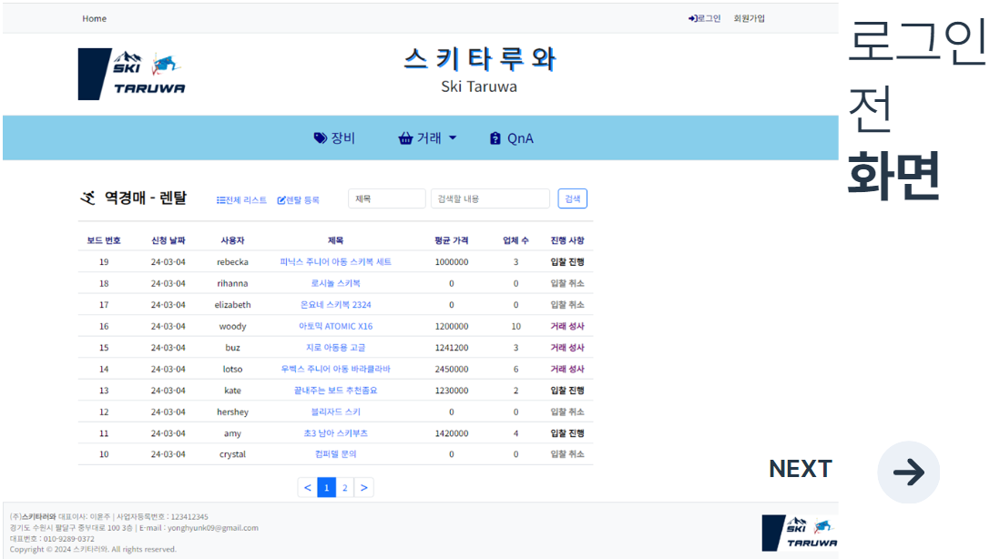 Home
로그인 회원가입
로그인
전
화면
SKI
TARUWA
스키타루와
Ski Taruwa
장비 거래 QnA
역경매 - 렌탈 전체 리스트 렌탈 등록 제목 검색할 내용 검색
보드 번호 신청 날짜 사용자 제목 평균 가격 업체 수 진행 사항
19 24-03-04 rebecka 피닉스 주니어 아동 스키복 세트 1000000 3 입찰 진행
18 24-03-04 rihanna 로시놀 스키복 0 0 입찰 취소
17 24-03-04 elizabeth 온요네 스키복 2324 0 0 입찰 취소
16 24-03-04 woody 아토믹 ATOMIC X16 1200000 10 거래 성사
15 24-03-04 buz 지로 아동용 고글 1241200 3 거래 성사
14 24-03-04 lotso 우벡스 주니어 아동 바라클라바 2450000 6 거래 성사
13 24-03-04 kate 끝내주는 보드 추천좀요 1230000 2 입찰 진행
12 24-03-04 hershey 블리자드 스키 0 0 입찰 취소
11 24-03-04 amy 초3 남아 스키부츠 1420000 4 입찰 진행
10 24-03-04 crystal 컴퍼델 문의 0 0 입찰 취소
< 1 2 >
NEXT
(주)스키타러와 대표이사: 이윤주 | 사업자등록번호 : 123412345
경기도 수원시 팔달구 중부대로 100 3층 | E-mail : yonghyunk09@gmail.com
대표번호 : 010-9289-0372
Copyright © 2024 스키타러와. All rights reserved.
SKI
TARUWA